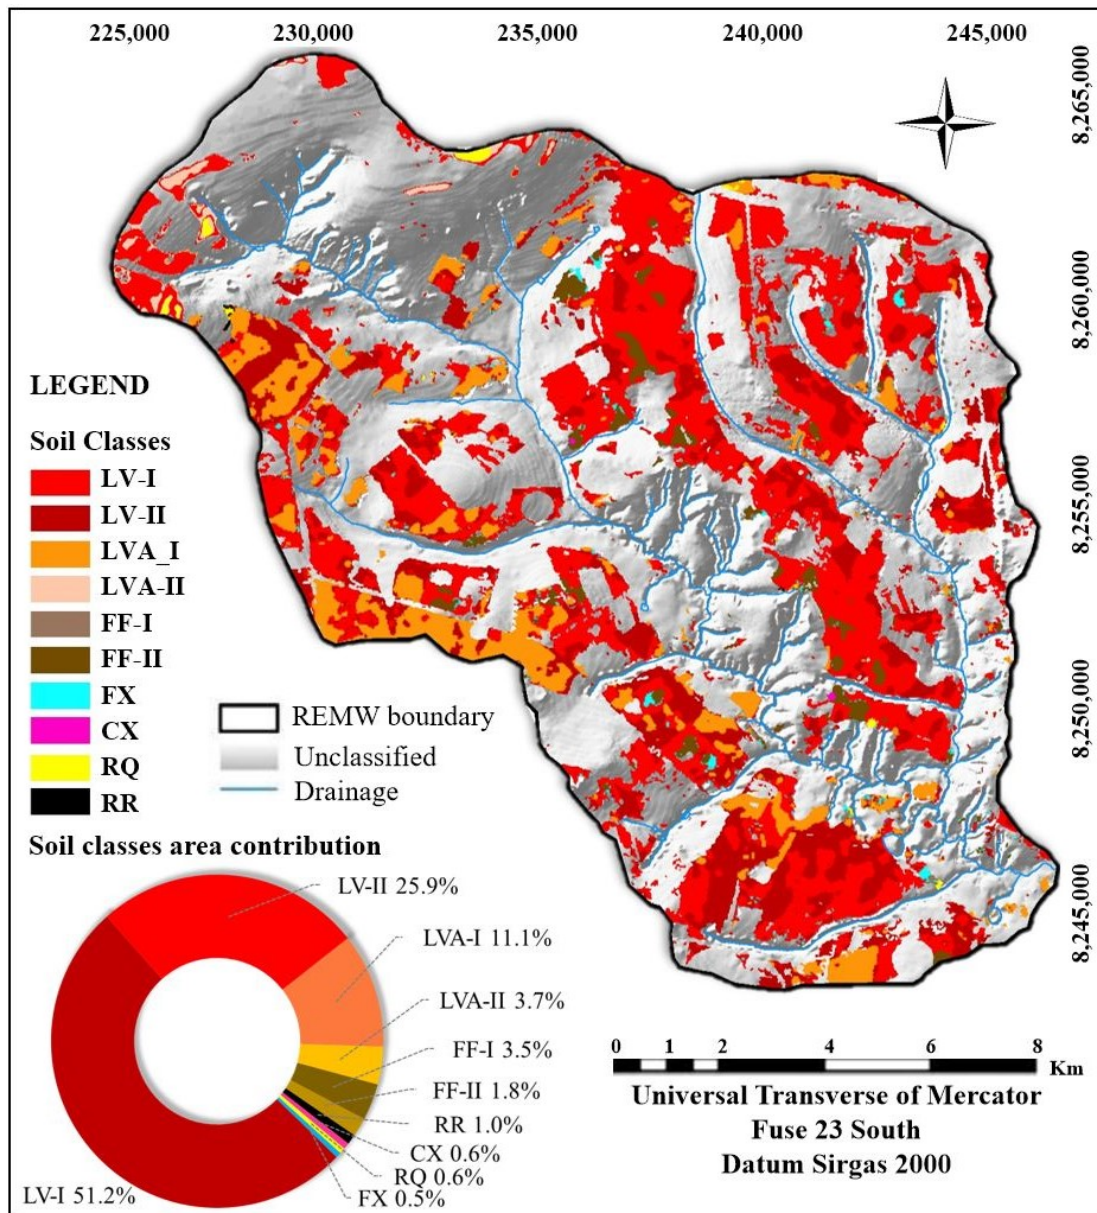 225,000
230,000
235,000
240,000
245,000
8,265,000
8,260,000
8,255,000
8,250,000
8,245,000
LEGEND
Soil Classes
LV-I
LV-II
LVA_I
LVA-II
FF-I
FF-II
FX
CX
RQ
RR
REMW boundary
Unclassified
Drainage
Soil classes area contribution
LV-II 25.9%
LVA-I 11.1%
LVA-II 3.7%
FF-I 3.5%
FF-II 1.8%
RR 1.0%
CX 0.6%
RQ 0.6%
FX 0.5%
LV-I 51.2%
0 1 2 4 6 8
Km
Universal Transverse of Mercator
Fuse 23 South
Datum Sirgas 2000